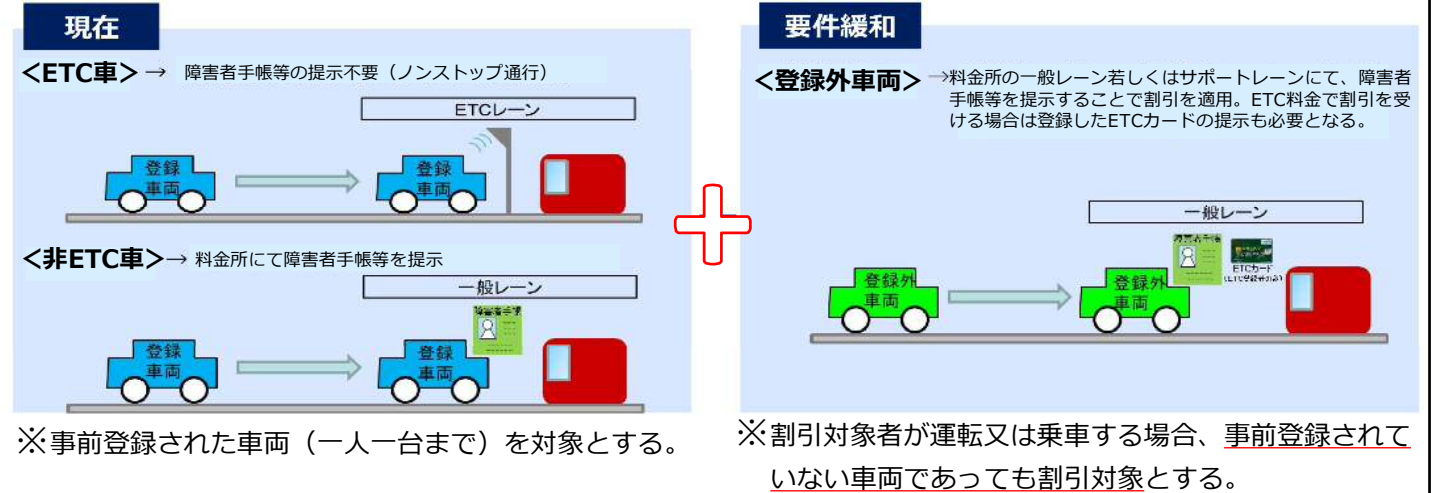 現在
<ETC車>→ 障害者手帳等の提示不要（ノンストップ通行）
ETCレーン
登録
車両
登録
車両
<非ETC車>→ 料金所にて障害者手帳等を提示
一般レーン
障害者手帳
登録
車両
登録
車両
※事前登録された車両（一人一台まで）を対象とする。
要件緩和
<登録外車両>→料金所の一般レーン若しくはサポートレーンにて、障害者
手帳等を提示することで割引を適用。ETC料金で割引を受
ける場合は登録したETCカードの提示も必要となる。
一般レーン
障害者手帳
ETCカード
登録外
車両
登録外
車両
※割引対象者が運転又は乗車する場合、事前登録されて
いない車両であっても割引対象とする。